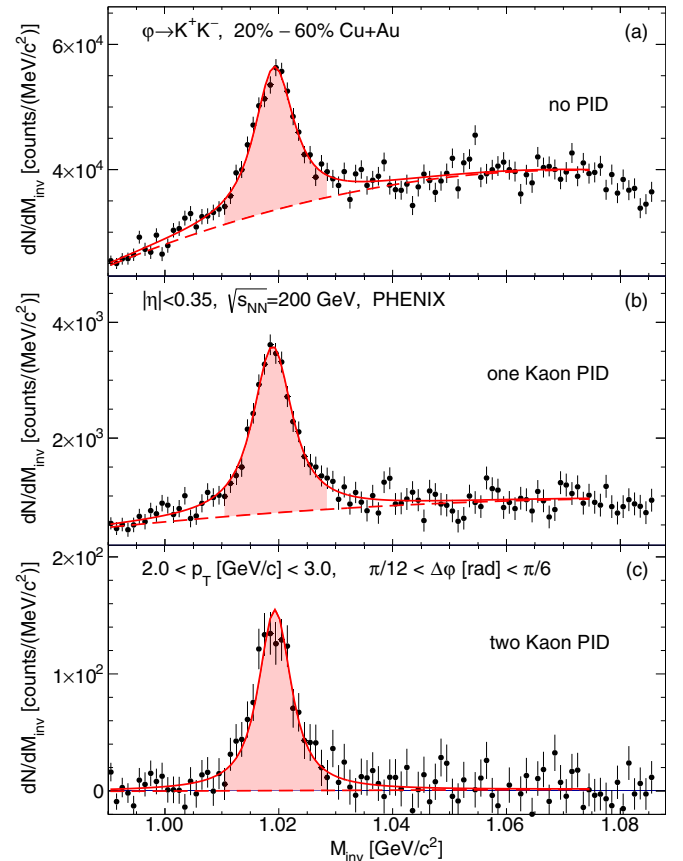 φ→K⁺K⁻, 20% – 60% Cu+Au
(a)
no PID
6×10⁴
4×10⁴
dN/dM_inv [counts/(MeV/c²)]
|η|<0.35, √s_NN=200 GeV, PHENIX
(b)
one Kaon PID
4×10³
2×10³
0
dN/dM_inv [counts/(MeV/c²)]
2.0 < p_T [GeV/c] < 3.0, π/12 < Δφ [rad] < π/6
(c)
two Kaon PID
2×10²
1×10²
0
dN/dM_inv [counts/(MeV/c²)]
1.00 1.02 1.04 1.06 1.08
M_inv [GeV/c²]